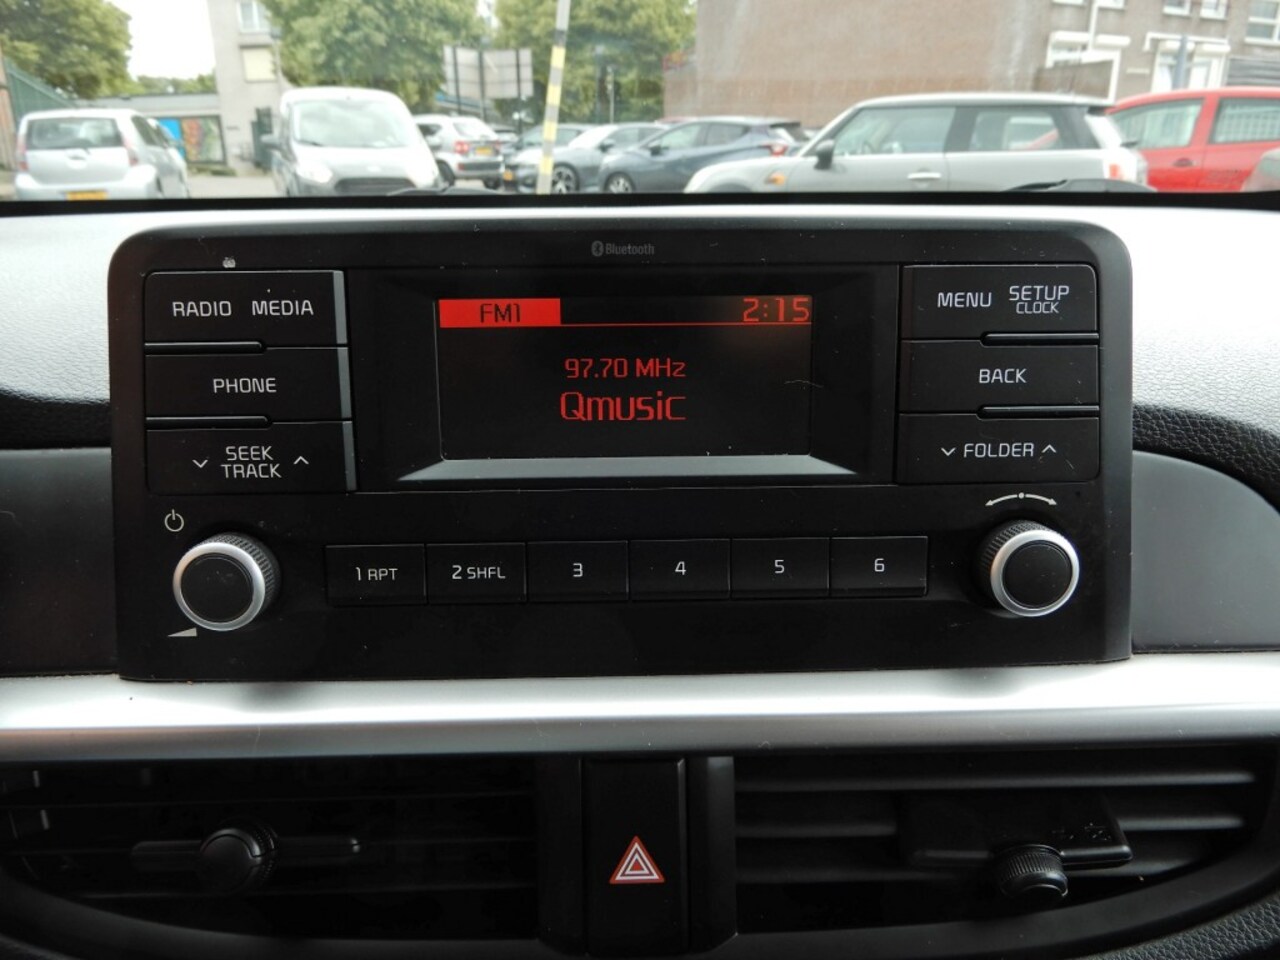 Bluetooth
RADIO MEDIA
PHONE
SEEK
TRACK
FM1 2:15
97.70 MHz
Qmusic
MENU SETUP
CLOCK
BACK
FOLDER
1 RPT 2 SHFL 3 4 5 6